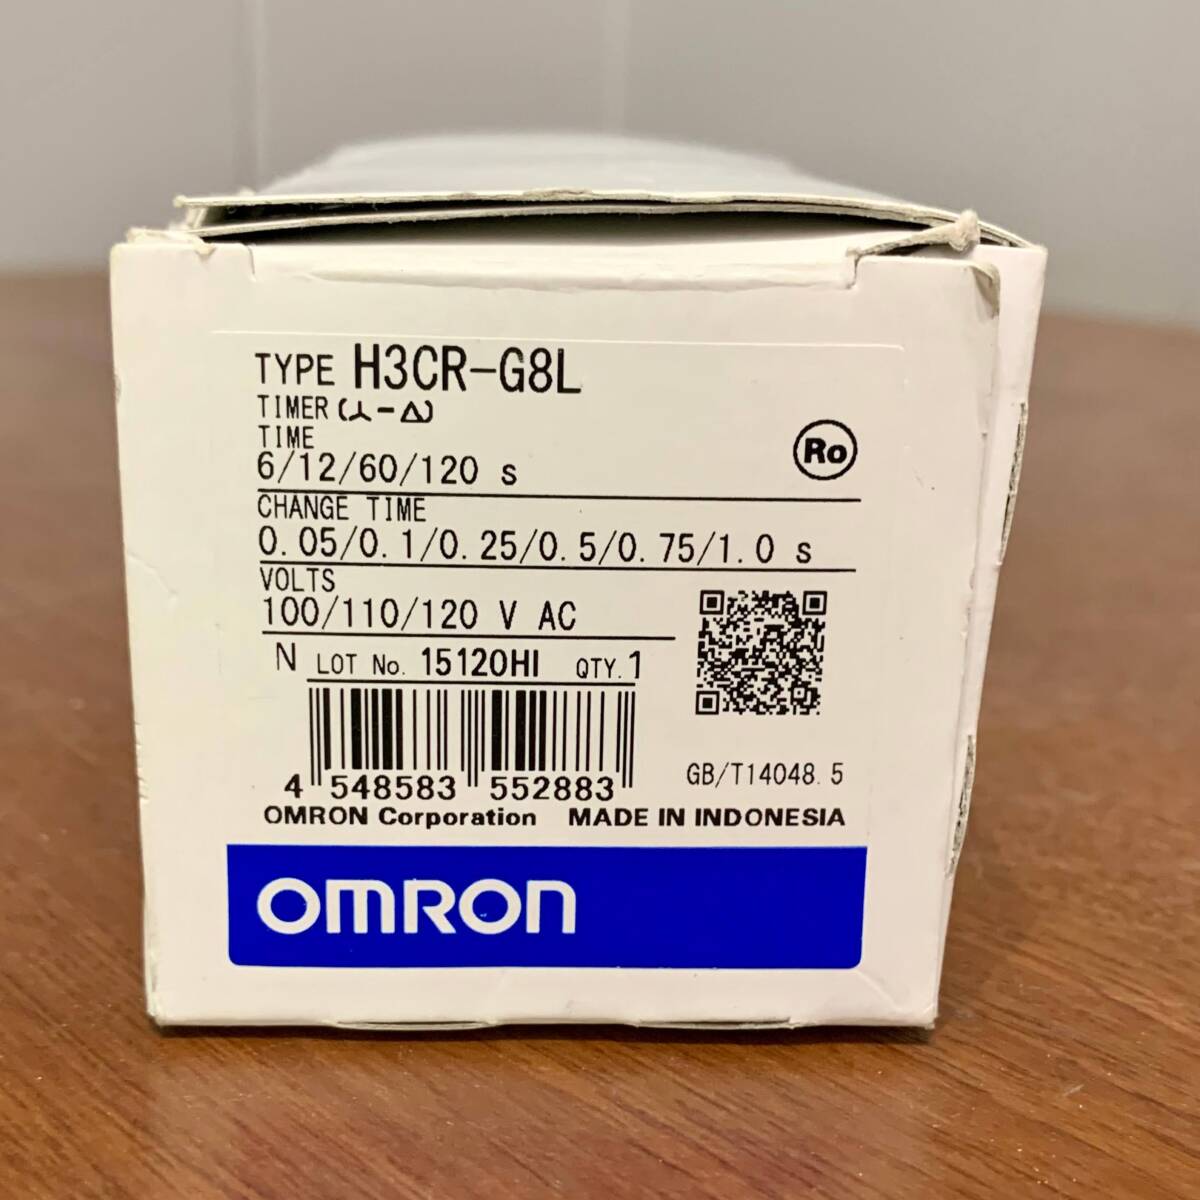 TYPE H3CR-G8L
TIMER (⅄-△)
TIME
6/12/60/120 s
Ro
CHANGE TIME
0.05/0.1/0.25/0.5/0.75/1.0 s
VOLTS
100/110/120 V AC
N LOT No. 15120HI QTY. 1
4 548583 552883
GB/T14048.5
OMRON Corporation MADE IN INDONESIA
OMRON